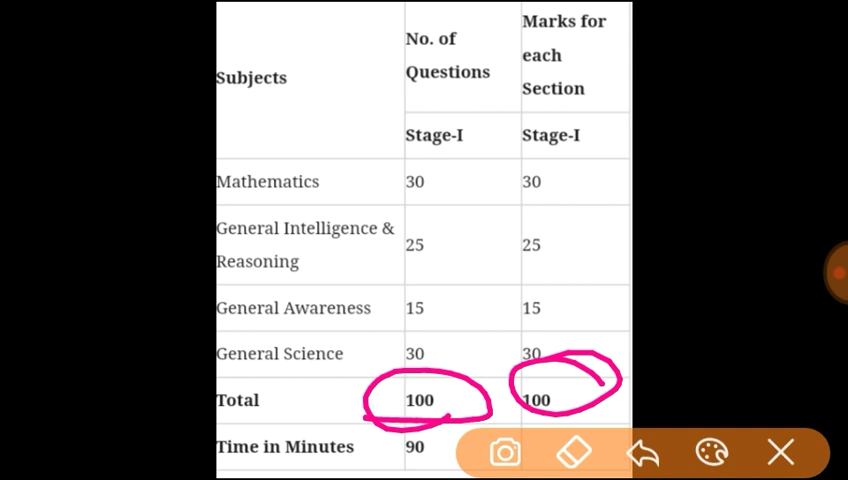 Subjects
No. of
Questions
Marks for
each
Section
Stage-I
Stage-I
Mathematics 30 30
General Intelligence &
Reasoning
25 25
General Awareness 15 15
General Science 30 30
Total 100 100
Time in Minutes 90